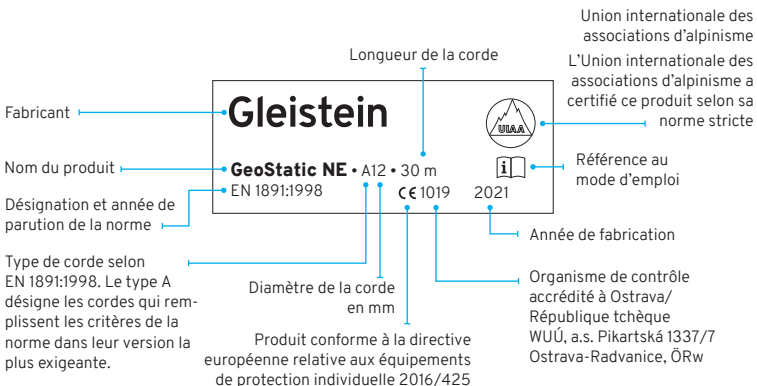 Union internationale des
associations d'alpinisme
L'Union internationale des
associations d'alpinisme a
certifié ce produit selon sa
norme stricte
Longueur de la corde
Fabricant
Gleistein
UIAA
Nom du produit
GeoStatic NE • A12 • 30 m
EN 1891:1998
CE 1019
2021
i
Référence au
mode d'emploi
Désignation et année de
parution de la norme
Année de fabrication
Type de corde selon
EN 1891:1998. Le type A
désigne les cordes qui rem-
plissent les critères de la
norme dans leur version la
plus exigeante.
Diamètre de la corde
en mm
Produit conforme à la directive
européenne relative aux équipements
de protection individuelle 2016/425
Organisme de contrôle
accrédité à Ostrava/
République tchèque
WUÚ, a.s. Pikartská 1337/7
Ostrava-Radvanice, ÖRw